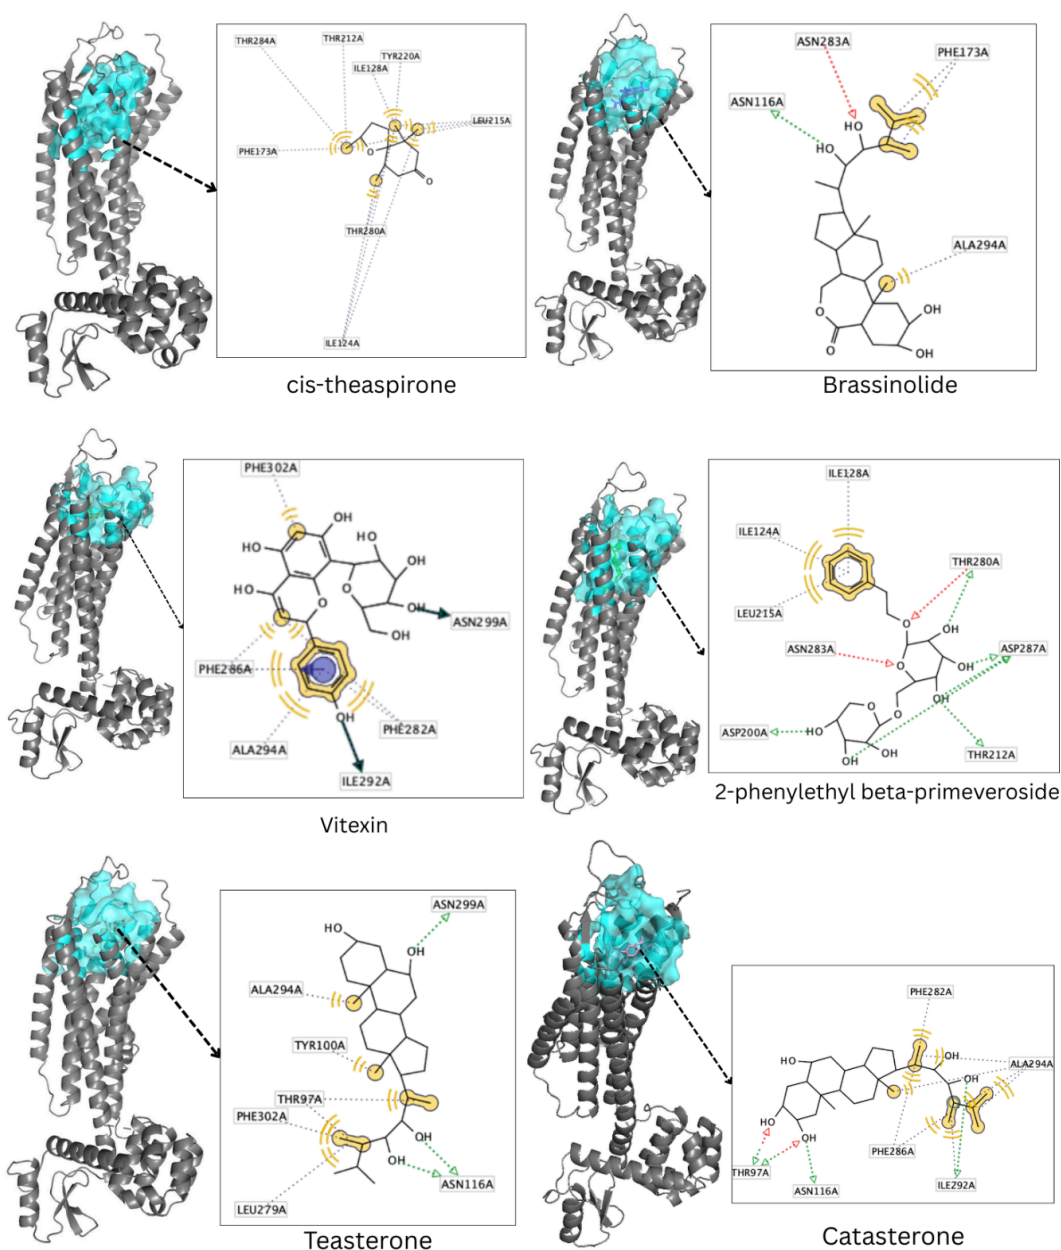 THR284A
THR212A
TYR220A
ILE128A
LEU215A
PHE173A
O
O
THR280A
ILE124A
cis-theaspirone
ASN283A
PHE173A
ASN116A
HO
HO
ALA294A
O
OH
O
OH
Brassinolide
PHE302A
OH
HO
OH
HO
OH
O
O
OH
ASN299A
OH
PHE286A
OH
PHE282A
ALA294A
ILE292A
Vitexin
ILE128A
ILE124A
THR280A
LEU215A
O
OH
ASN283A
O
OH
ASP287A
O
O
OH
ASP200A
HO
OH
OH
THR212A
2-phenylethyl beta-primeveroside
ASN299A
HO
OH
ALA294A
TYR100A
THR97A
PHE302A
OH
OH
ASN116A
LEU279A
Teasterone
PHE282A
HO
OH
ALA294A
OH
HO
OH
PHE286A
THR97A
ASN116A
ILE292A
Catasterone